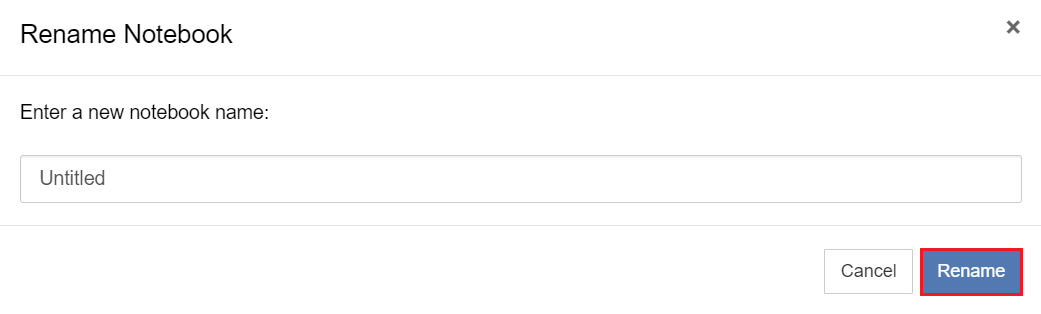 Rename Notebook
×
Enter a new notebook name:
Untitled
Cancel
Rename